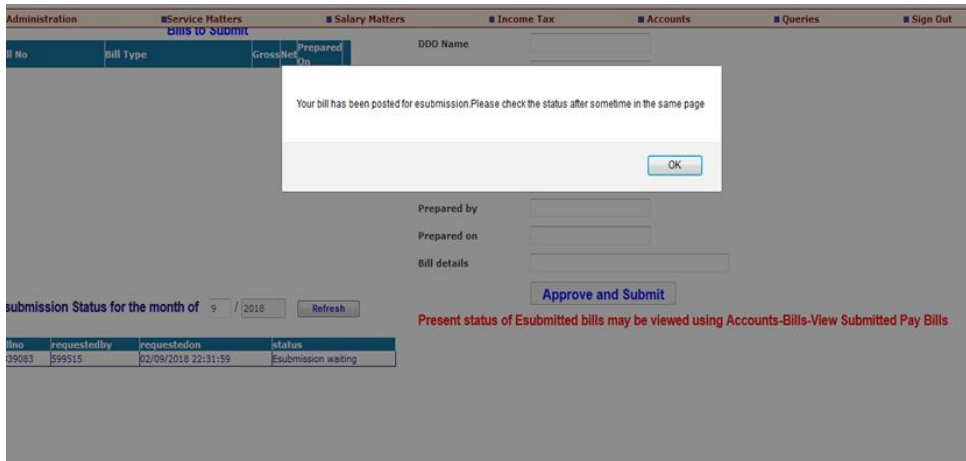 Administration Service Matters Salary Matters Income Tax Accounts Queries Sign Out
Bills to Submit
ll No Bill Type Gross Net Prepared On
DDO Name
Your bill has been posted for esubmission.Please check the status after sometime in the same page
OK
Prepared by
Prepared on
Bill details
Approve and Submit
submission Status for the month of 9 / 2018 Refresh
Present status of Esubmitted bills may be viewed using Accounts-Bills-View Submitted Pay Bills
llno requestedby requestedon status
39083 599515 02/09/2018 22:31:59 Esubmission waiting